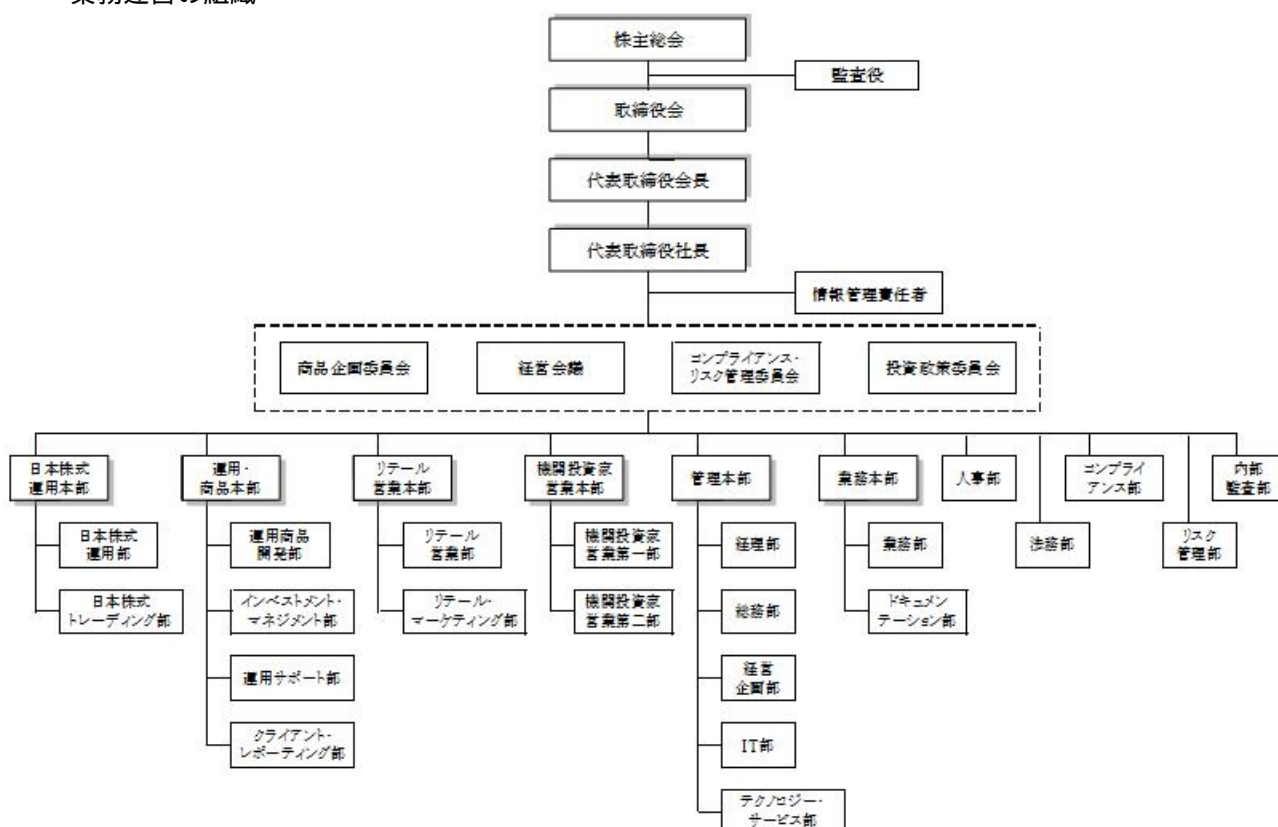 業務運営の組織
株主総会
監査役
取締役会
代表取締役会長
代表取締役社長
情報管理責任者
商品企画委員会
経営会議
コンプライアンス・
リスク管理委員会
投資政策委員会
日本株式
運用本部
運用・
商品本部
リテール
営業本部
機関投資家
営業本部
管理本部
業務本部
人事部
コンプライ
アンス部
内部
監査部
日本株式
運用部
運用商品
開発部
リテール
営業部
機関投資家
営業第一部
経理部
業務部
法務部
リスク
管理部
日本株式
トレーディング部
インベストメント・
マネジメント部
リテール・
マーケティング部
機関投資家
営業第二部
総務部
ドキュメン
テーション部
運用サポート部
経営
企画部
クライアント・
レポーティング部
IT部
テクノロジー・
サービス部